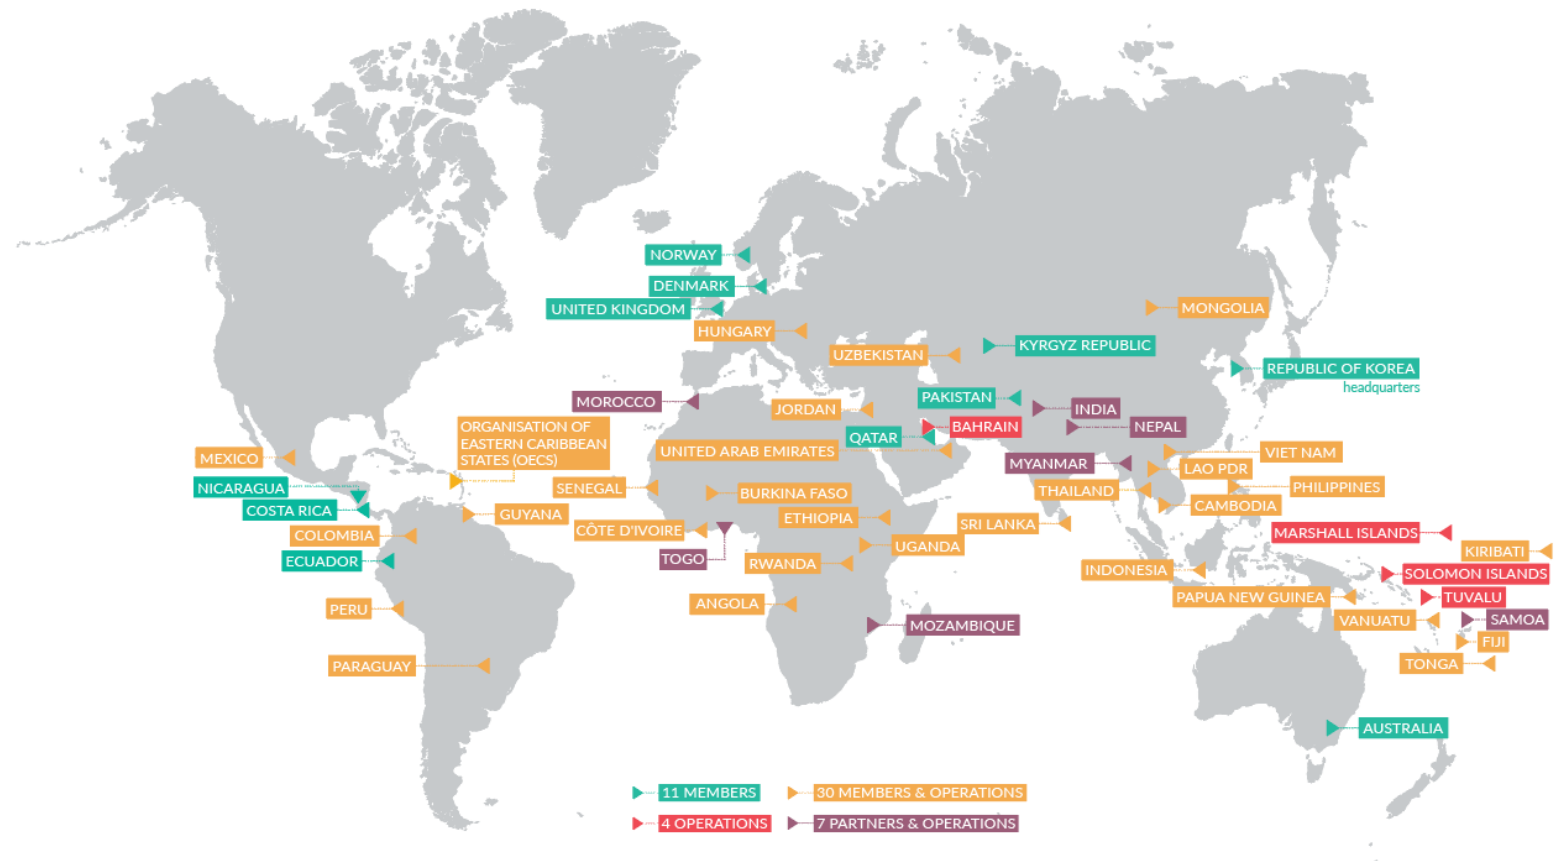 NORWAY
DENMARK
UNITED KINGDOM
MONGOLIA
HUNGARY
KYRGYZ REPUBLIC
UZBEKISTAN
REPUBLIC OF KOREA
headquarters
PAKISTAN
MOROCCO
JORDAN
INDIA
BAHRAIN
NEPAL
QATAR
ORGANISATION OF
EASTERN CARIBBEAN
STATES (OECS)
UNITED ARAB EMIRATES
VIET NAM
MEXICO
MYANMAR
LAO PDR
NICARAGUA
SENEGAL
BURKINA FASO
THAILAND
PHILIPPINES
COSTA RICA
GUYANA
ETHIOPIA
CAMBODIA
COLOMBIA
CÔTE D'IVOIRE
SRI LANKA
MARSHALL ISLANDS
UGANDA
KIRIBATI
ECUADOR
TOGO
RWANDA
INDONESIA
SOLOMON ISLANDS
PERU
ANGOLA
PAPUA NEW GUINEA
TUVALU
MOZAMBIQUE
VANUATU
SAMOA
FIJI
PARAGUAY
TONGA
AUSTRALIA
11 MEMBERS
30 MEMBERS & OPERATIONS
4 OPERATIONS
7 PARTNERS & OPERATIONS